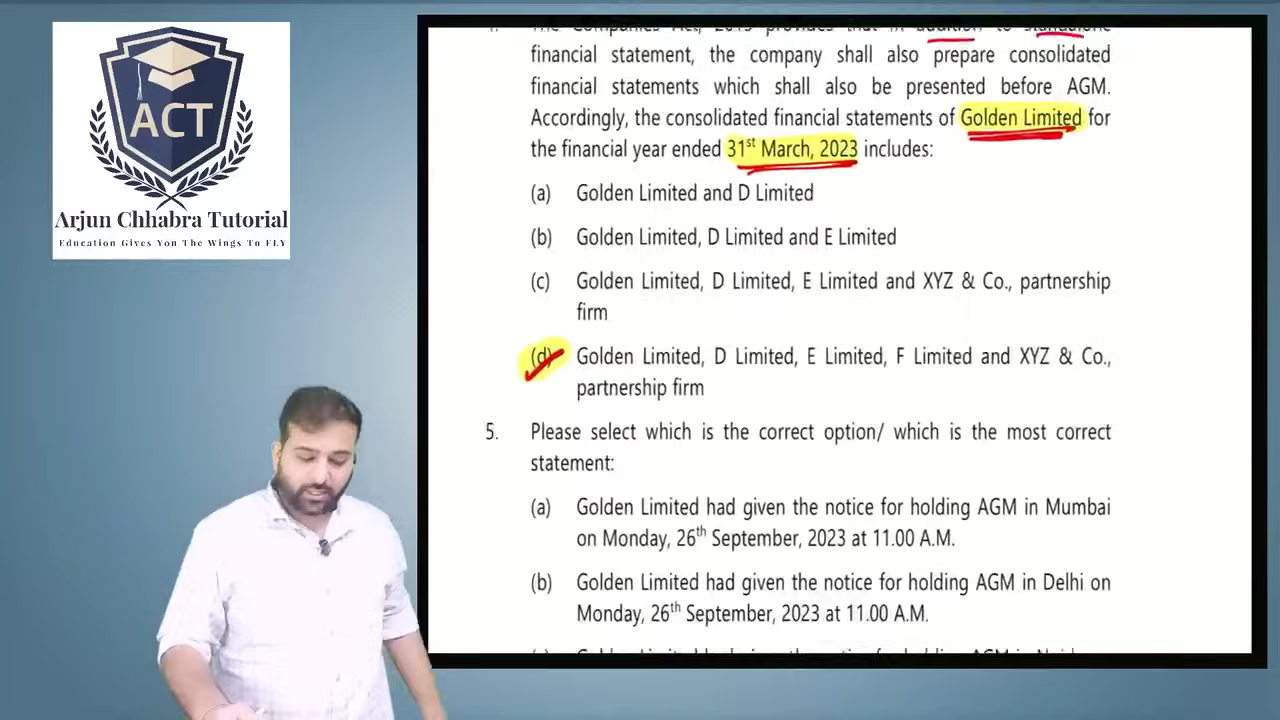 ACT
Arjun Chhabra Tutorial
Education Gives You The Wings To FLY
financial statement, the company shall also prepare consolidated
financial statements which shall also be presented before AGM.
Accordingly, the consolidated financial statements of Golden Limited for
the financial year ended 31st March, 2023 includes:
(a) Golden Limited and D Limited
(b) Golden Limited, D Limited and E Limited
(c) Golden Limited, D Limited, E Limited and XYZ & Co., partnership
firm
(d) Golden Limited, D Limited, E Limited, F Limited and XYZ & Co.,
partnership firm
5. Please select which is the correct option/ which is the most correct
statement:
(a) Golden Limited had given the notice for holding AGM in Mumbai
on Monday, 26th September, 2023 at 11.00 A.M.
(b) Golden Limited had given the notice for holding AGM in Delhi on
Monday, 26th September, 2023 at 11.00 A.M.